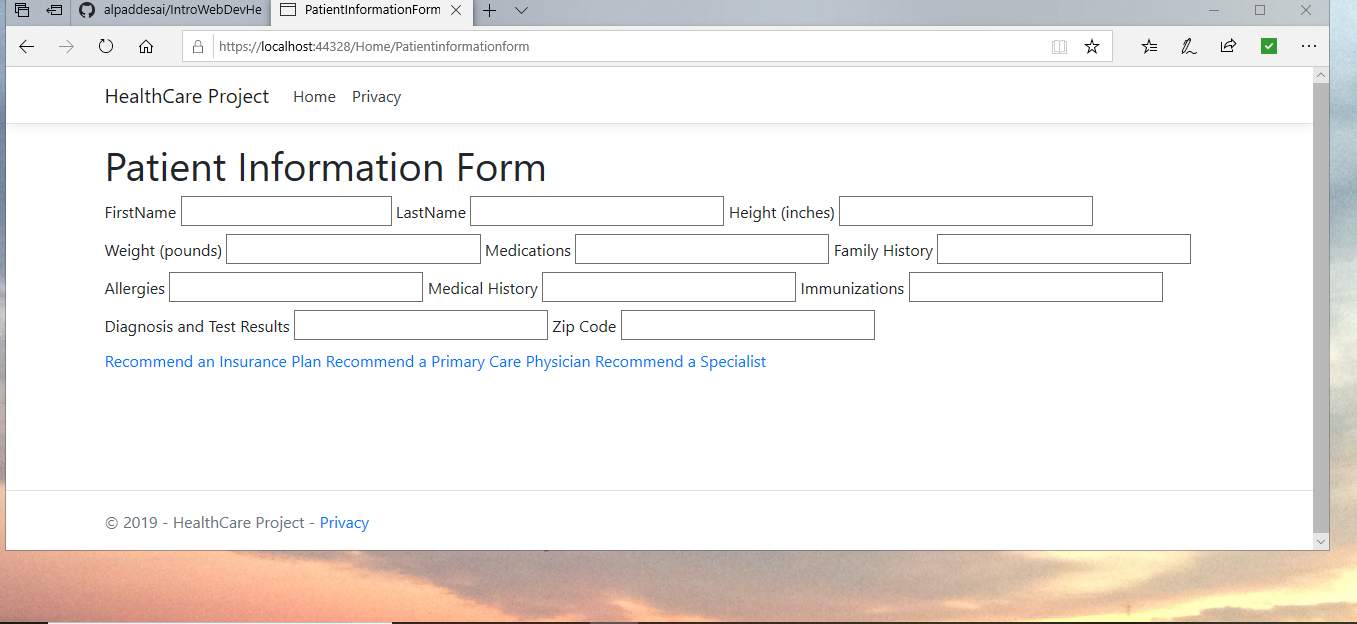 alpaddesai/IntroWebDevHe PatientInformationForm
https://localhost:44328/Home/Patientinformationform
HealthCare Project Home Privacy
Patient Information Form
FirstName LastName Height (inches)
Weight (pounds) Medications Family History
Allergies Medical History Immunizations
Diagnosis and Test Results Zip Code
Recommend an Insurance Plan Recommend a Primary Care Physician Recommend a Specialist
© 2019 - HealthCare Project - Privacy